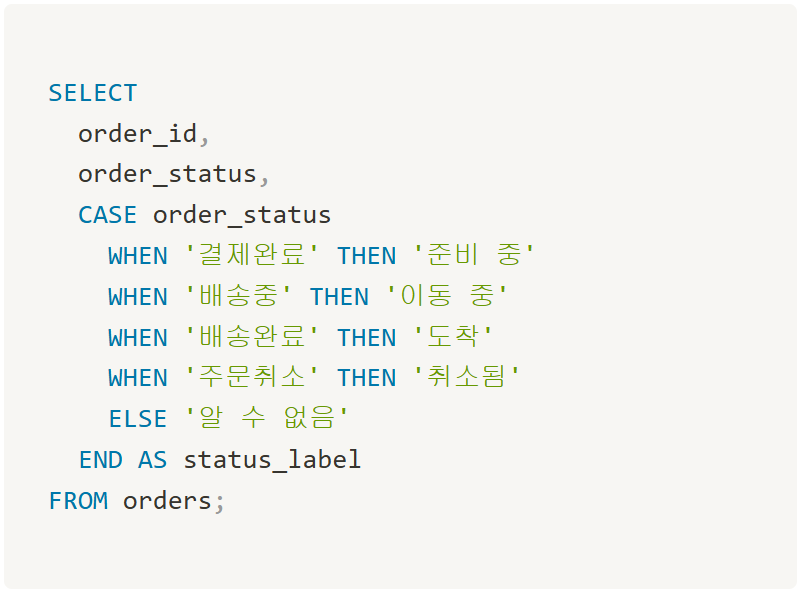 SELECT
  order_id,
  order_status,
  CASE order_status
    WHEN '결제완료' THEN '준비 중'
    WHEN '배송중' THEN '이동 중'
    WHEN '배송완료' THEN '도착'
    WHEN '주문취소' THEN '취소됨'
    ELSE '알 수 없음'
  END AS status_label
FROM orders;